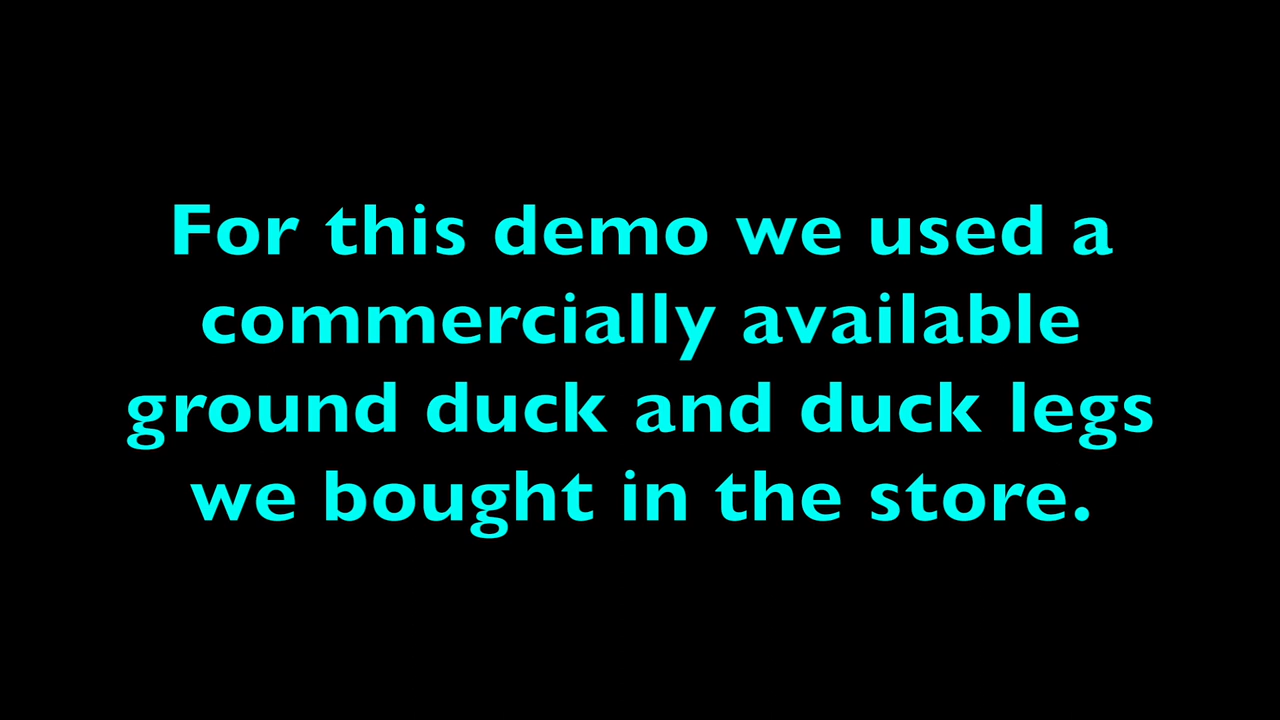 For this demo we used a
commercially available
ground duck and duck legs
we bought in the store.